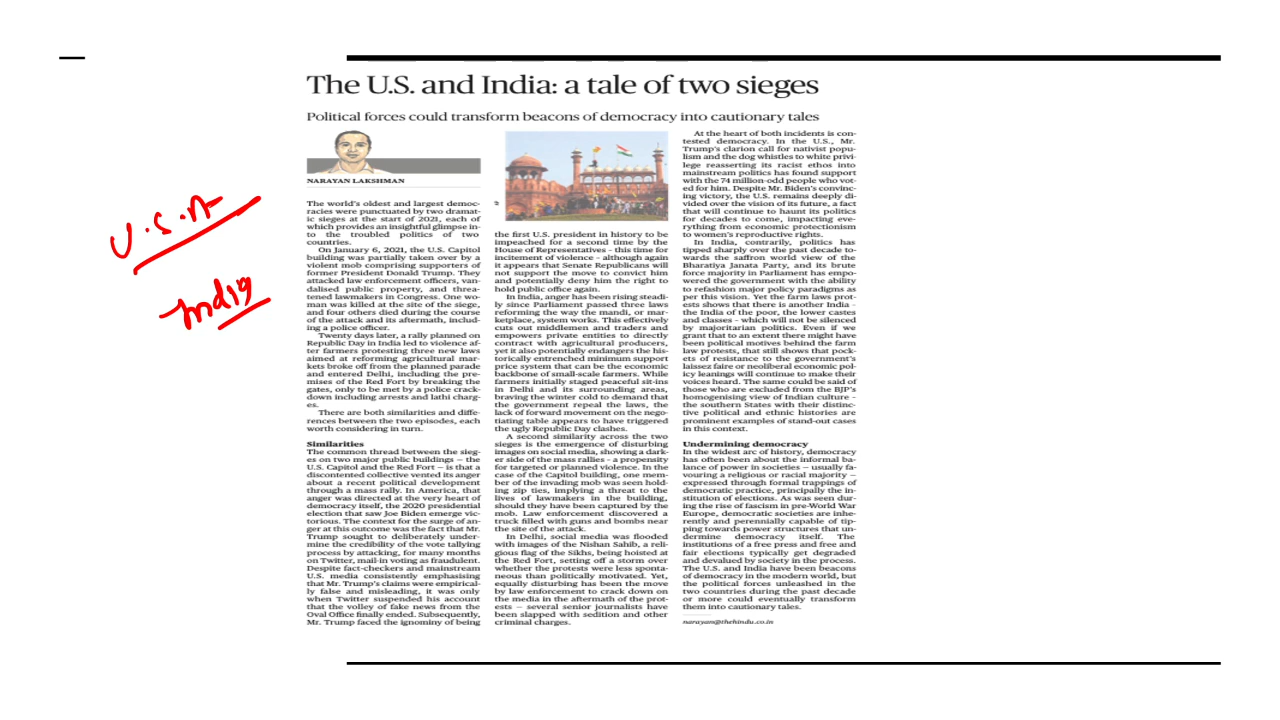 The U.S. and India: a tale of two sieges
Political forces could transform beacons of democracy into cautionary tales
U.S.A
India
NARAYAN LAKSHMAN
The world's oldest and largest democ-
racies were punctuated by two dramat-
ic sieges at the start of 2021, each of
which provides an insightful glimpse in-
to the troubled politics of two
countries.
On January 6, 2021, the U.S. Capitol
building was partially taken over by a
violent mob comprising supporters of
former President Donald Trump. They
attacked law enforcement officers, van-
dalised public property, and threa-
tened lawmakers in Congress. One wo-
man was killed at the site of the siege,
and four others died during the course
of the attack and its aftermath, includ-
ing a police officer.
Twenty days later, a rally planned on
Republic Day in India led to violence af-
ter farmers protesting three new laws
aimed at reforming agricultural mar-
kets broke off from the planned parade
and entered Delhi, including the pre-
mises of the Red Fort by breaking the
gates, only to be met by a police crack-
down including arrests and lathi charg-
es.
There are both similarities and diffe-
rences between the two episodes, each
worth considering in turn.
Similarities
The common thread between the sieg-
es on two major public buildings – the
U.S. Capitol and the Red Fort – is that a
discontented collective vented its anger
about a recent political development
through a mass rally. In America, that
anger was directed at the very heart of
democracy itself, the 2020 presidential
election that saw Joe Biden emerge vic-
torious. The context for the surge of an-
ger at this outcome was the fact that Mr.
Trump sought to deliberately under-
mine the credibility of the vote tallying
process by attacking, for many months
on Twitter, mail-in voting as fraudulent.
Despite fact-checkers and mainstream
U.S. media consistently emphasising
that Mr. Trump's claims were empirical-
ly false and misleading, it was only
when Twitter suspended his account
that the volley of fake news from the
Oval Office finally ended. Subsequently,
Mr. Trump faced the ignominy of being
the first U.S. president in history to be
impeached for a second time by the
House of Representatives – this time for
incitement of violence – although again
it appears that Senate Republicans will
not support the move to convict him
and potentially deny him the right to
hold public office again.
In India, anger has been rising steadi-
ly since Parliament passed three laws
reforming the way the mandi, or mar-
ketplace, system works. This effectively
cuts out middlemen and traders and
empowers private entities to directly
contract with agricultural producers,
yet it also potentially endangers the his-
torically entrenched minimum support
price system that can be the economic
backbone of small-scale farmers. While
farmers initially staged peaceful sit-ins
in Delhi and its surrounding areas,
braving the winter cold to demand that
the government repeal the laws, the
lack of forward movement on the nego-
tiating table appears to have triggered
the ugly Republic Day clashes.
A second similarity across the two
sieges is the emergence of disturbing
images on social media, showing a dark-
er side of the mass rallies – a propensity
for targeted or planned violence. In the
case of the Capitol building, one mem-
ber of the invading mob was seen hold-
ing zip ties, implying a threat to the
lives of lawmakers in the building,
should they have been captured by the
mob. Law enforcement discovered a
truck filled with guns and bombs near
the site of the attack.
In Delhi, social media was flooded
with images of the Nishan Sahib, a reli-
gious flag of the Sikhs, being hoisted at
the Red Fort, setting off a storm over
whether the protests were less sponta-
neous than politically motivated. Yet,
equally disturbing has been the move
by law enforcement to crack down on
the media in the aftermath of the prot-
ests – several senior journalists have
been slapped with sedition and other
criminal charges.
At the heart of both incidents is con-
tested democracy. In the U.S., Mr.
Trump's clarion call for nativist popu-
lism and the dog whistles to white privi-
lege reasserting its racist ethos into
mainstream politics has found support
with the 74 million-odd people who vot-
ed for him. Despite Mr. Biden's convinc-
ing victory, the U.S. remains deeply di-
vided over the vision of its future, a fact
that will continue to haunt its politics
for decades to come, impacting eve-
rything from economic protectionism
to women's reproductive rights.
In India, contrarily, politics has
tipped sharply over the past decade to-
wards the saffron world view of the
Bharatiya Janata Party, and its brute
force majority in Parliament has empo-
wered the government with the ability
to refashion major policy paradigms as
per this vision. Yet the farm laws prot-
ests shows that there is another India –
the India of the poor, the lower castes
and classes – which will not be silenced
by majoritarian politics. Even if we
grant that to an extent there might have
been political motives behind the farm
law protests, that still shows that pock-
ets of resistance to the government's
laissez faire or neoliberal economic pol-
icy leanings will continue to make their
voices heard. The same could be said of
those who are excluded from the BJP's
homogenising view of Indian culture –
the southern States with their distinc-
tive political and ethnic histories are
prominent examples of stand-out cases
in this context.
Undermining democracy
In the widest arc of history, democracy
has often been about the informal ba-
lance of power in societies – usually fa-
vouring a religious or racial majority –
expressed through formal trappings of
democratic practice, principally the in-
stitution of elections. As was seen dur-
ing the rise of fascism in pre-World War
Europe, democratic societies are inhe-
rently and perennially capable of tip-
ping towards power structures that un-
dermine democracy itself. The
institutions of a free press and free and
fair elections typically get degraded
and devalued by society in the process.
The U.S. and India have been beacons
of democracy in the modern world, but
the political forces unleashed in the
two countries during the past decade
or more could eventually transform
them into cautionary tales.
narayan@thehindu.co.in